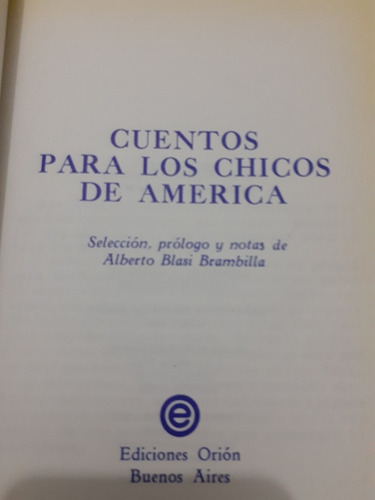 CUENTOS
PARA LOS CHICOS
DE AMERICA
Selección, prólogo y notas de
Alberto Blasi Brambilla
e
Ediciones Orión
Buenos Aires